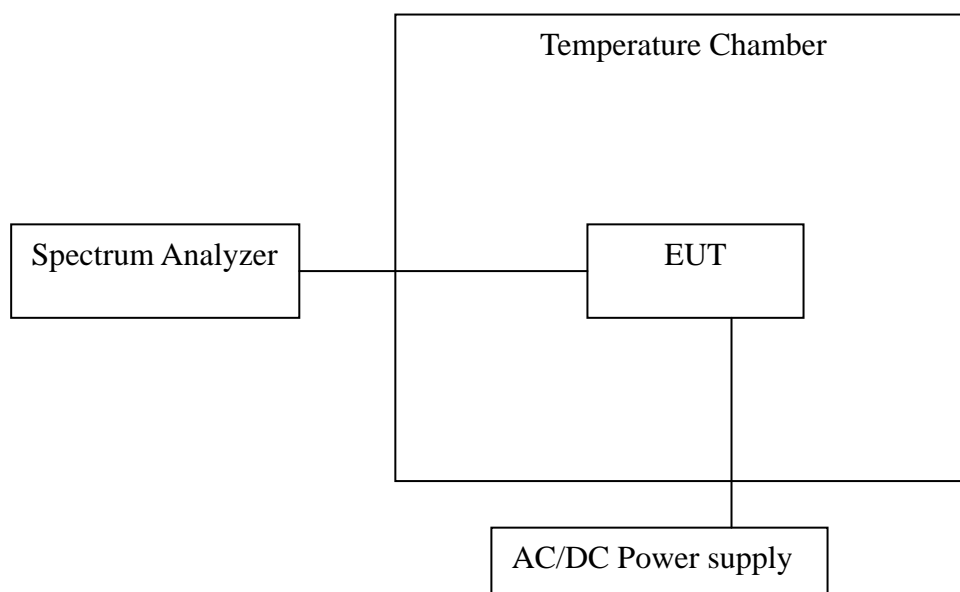 Temperature Chamber
Spectrum Analyzer
EUT
AC/DC Power supply